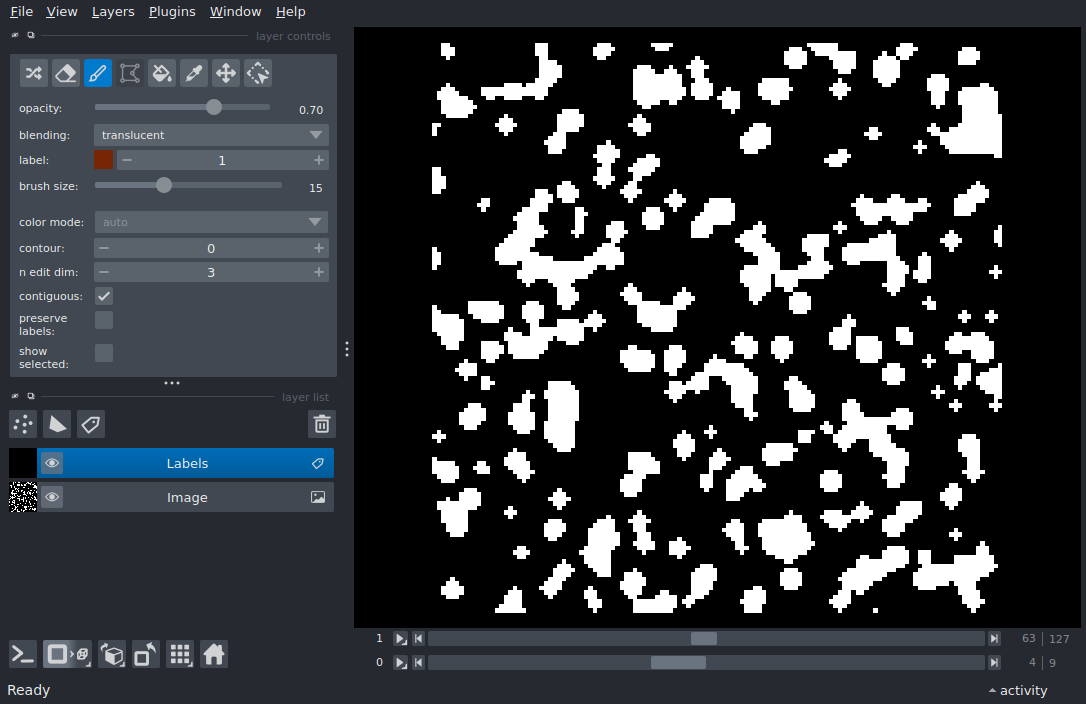 File View Layers Plugins Window Help
layer controls
opacity: 0.70
blending: translucent
label: 1
brush size: 15
color mode: auto
contour: 0
n edit dim: 3
contiguous:
preserve
labels:
show
selected:
layer list
Labels
Image
1 63 127
0 4 9
Ready activity